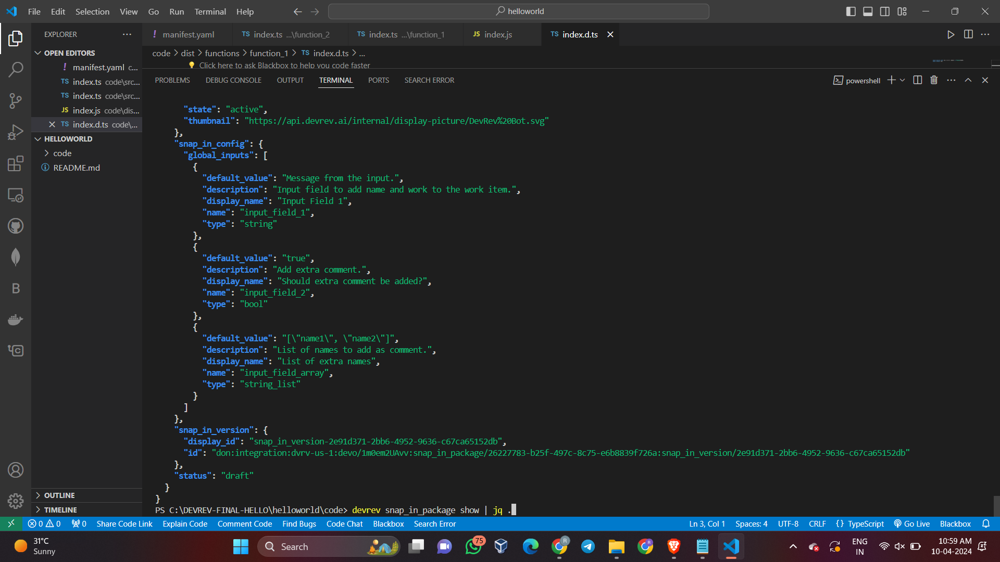 File Edit Selection View Go Run Terminal Help
helloworld
EXPLORER
manifest.yaml
TS index.ts ...\function_2
TS index.ts ...\function_1
JS index.js
TS index.d.ts
OPEN EDITORS
! manifest.yaml c...
TS index.ts code\src...
TS index.ts code\src...
JS index.js code\dis...
TS index.d.ts code\...
HELLOWORLD
code
README.md
OUTLINE
TIMELINE
code > dist > functions > function_1 > TS index.d.ts > ...
Click here to ask Blackbox to help you code faster
PROBLEMS DEBUG CONSOLE OUTPUT TERMINAL PORTS SEARCH ERROR
powershell
"state": "active",
"thumbnail": "https://api.devrev.ai/internal/display-picture/DevRev%20Bot.svg"
},
"snap_in_config": {
"global_inputs": [
{
"default_value": "Message from the input.",
"description": "Input field to add name and work to the work item.",
"display_name": "Input Field 1",
"name": "input_field_1",
"type": "string"
},
{
"default_value": "true",
"description": "Add extra comment.",
"display_name": "Should extra comment be added?",
"name": "input_field_2",
"type": "bool"
},
{
"default_value": "[\"name1\", \"name2\"]",
"description": "List of names to add as comment.",
"display_name": "List of extra names",
"name": "input_field_array",
"type": "string_list"
}
]
},
"snap_in_version": {
"display_id": "snap_in_version-2e91d371-2bb6-4952-9636-c67ca65152db",
"id": "don:integration:dvrv-us-1:devo/1m0em2UAvv:snap_in_package/26227783-b25f-497c-8c75-e6b8839f726a:snap_in_version/2e91d371-2bb6-4952-9636-c67ca65152db"
},
"status": "draft"
}
}
PS C:\DEVREV-FINAL-HELLO\helloworld\code> devrev snap_in_package show | jq .
0 0 0 Share Code Link Explain Code Comment Code Find Bugs Code Chat Blackbox Search Error
Ln 3, Col 1 Spaces: 4 UTF-8 CRLF {} TypeScript Go Live Blackbox
31°C
Sunny
Search
75
ENG
IN
10:59 AM
10-04-2024